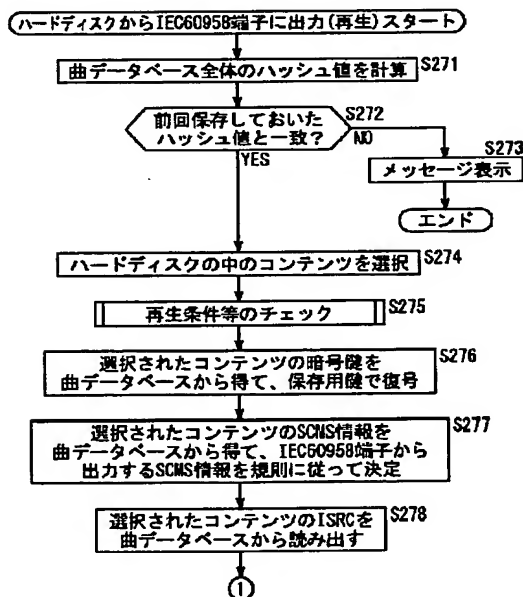 ハードディスクからIEC60958端子に出力(再生)スタート
曲データベース全体のハッシュ値を計算
S271
前回保存しておいた
ハッシュ値と一致?
S272
NO
YES
S273
メッセージ表示
エンド
ハードディスクの中のコンテンツを選択
S274
再生条件等のチェック
S275
選択されたコンテンツの暗号鍵を
曲データベースから得て、保存用鍵で復号
S276
選択されたコンテンツのSCMS情報を
曲データベースから得て、IEC60958端子から
出力するSCMS情報を規則に従って決定
S277
選択されたコンテンツのISRCを
曲データベースから読み出す
S278
1